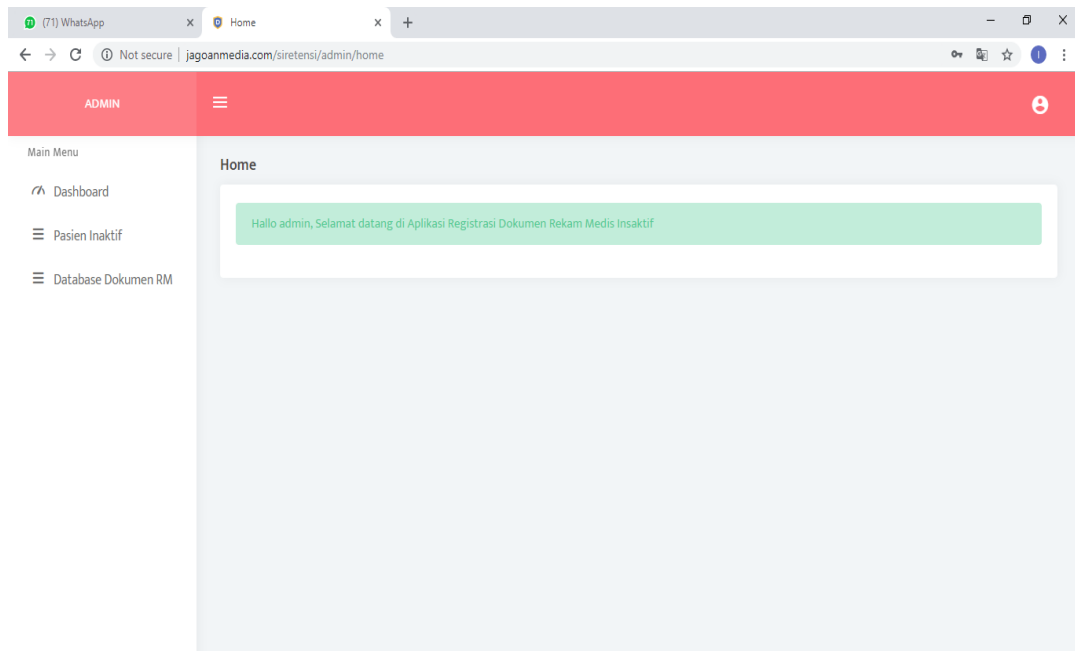 (71) WhatsApp
Home
Not secure | jagoanmedia.com/siretensi/admin/home
I
ADMIN
Main Menu
Home
Dashboard
Hallo admin, Selamat datang di Aplikasi Registrasi Dokumen Rekam Medis Insaktif
Pasien Inaktif
Database Dokumen RM